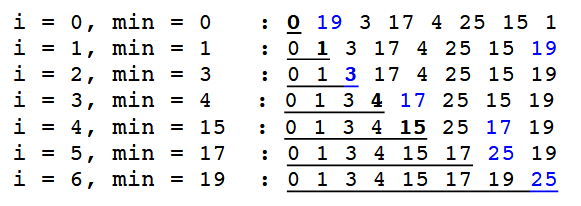 i = 0, min = 0 : 0 19 3 17 4 25 15 1
i = 1, min = 1 : 0 1 3 17 4 25 15 19
i = 2, min = 3 : 0 1 3 17 4 25 15 19
i = 3, min = 4 : 0 1 3 4 17 25 15 19
i = 4, min = 15 : 0 1 3 4 15 25 17 19
i = 5, min = 17 : 0 1 3 4 15 17 25 19
i = 6, min = 19 : 0 1 3 4 15 17 19 25